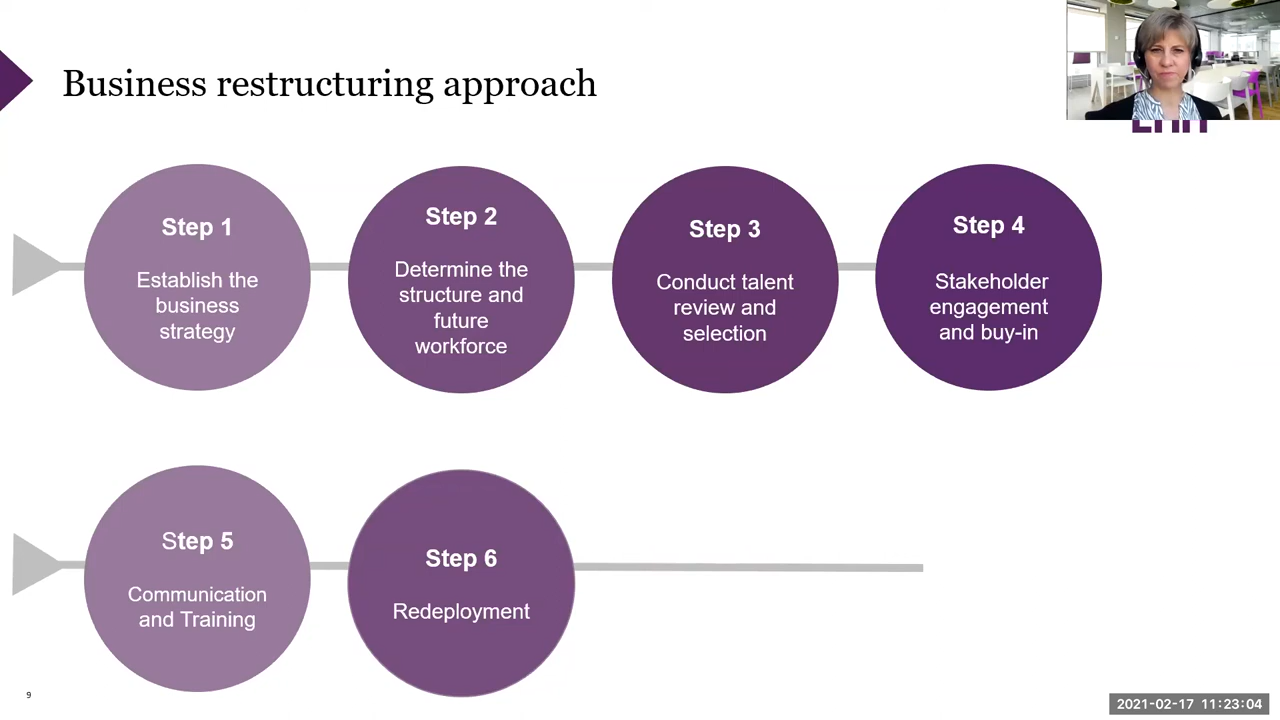 Business restructuring approach
Step 1
Establish the
business
strategy
Step 2
Determine the
structure and
future
workforce
Step 3
Conduct talent
review and
selection
Step 4
Stakeholder
engagement
and buy-in
Step 5
Communication
and Training
Step 6
Redeployment
9
2021-02-17 11:23:04